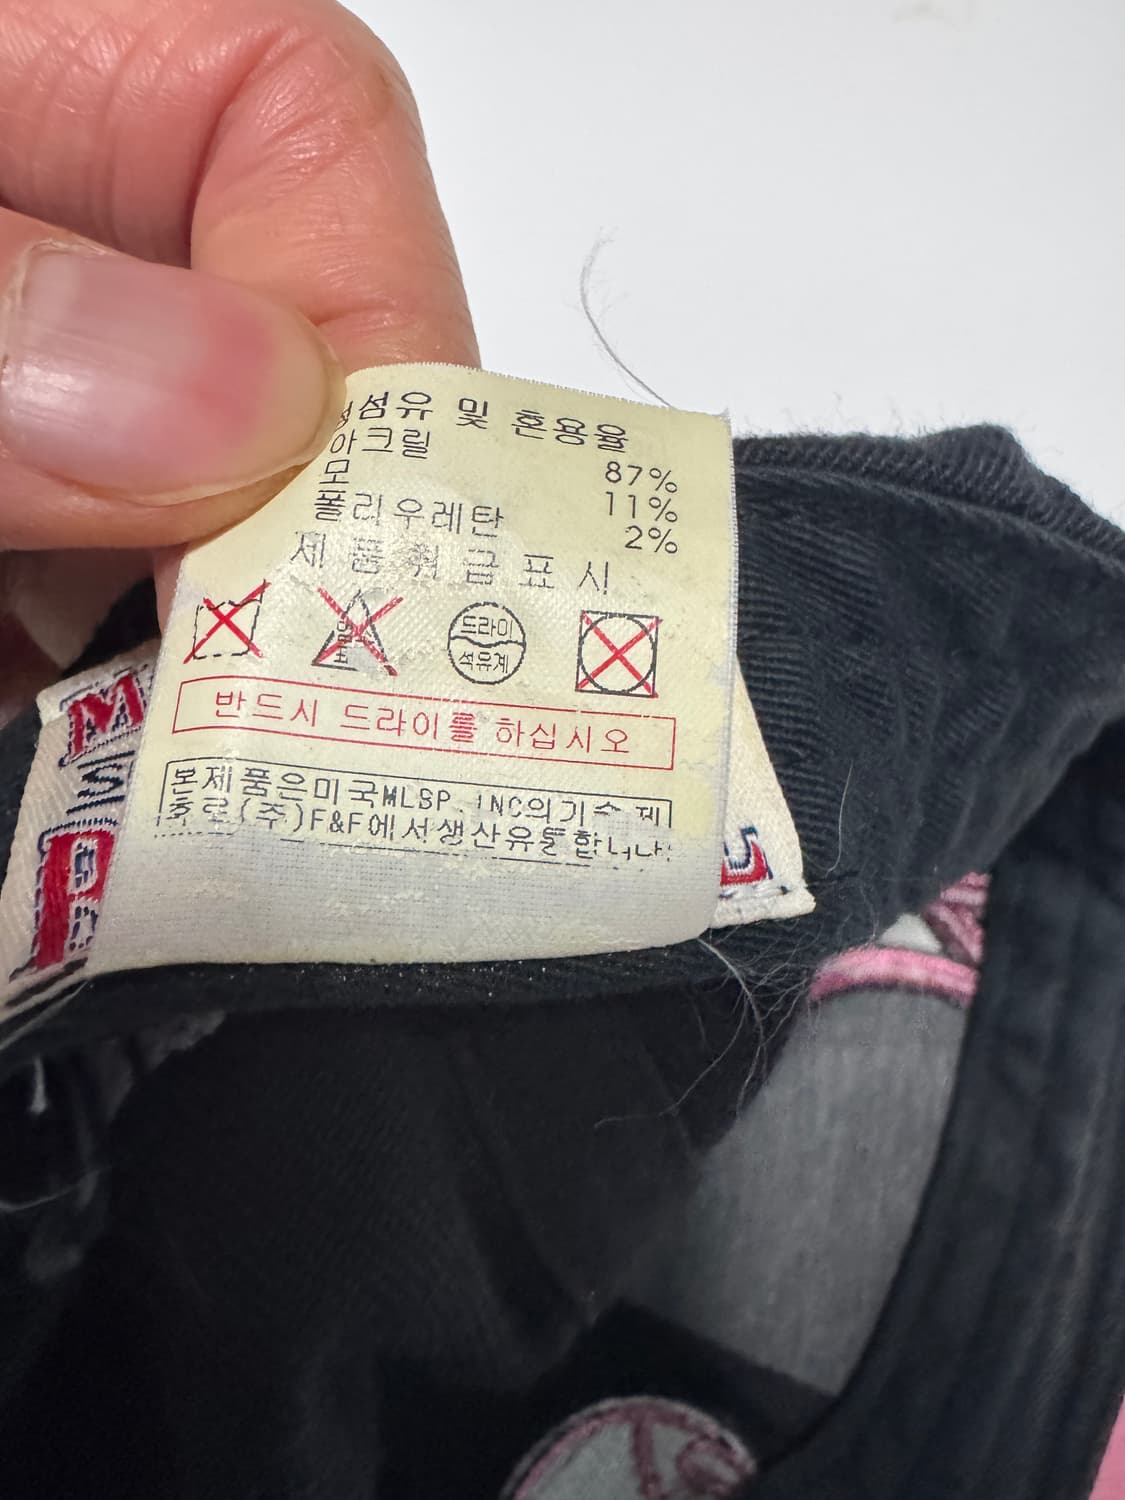 섬유 및 혼용율
아크릴 87%
모 11%
폴리우레탄 2%
제품취급표시
드라이
석유계
반드시 드라이를 하십시오
본제품은미국MLBP.INC의기술제
휴로(주)F&F에서생산유통합니다.
M